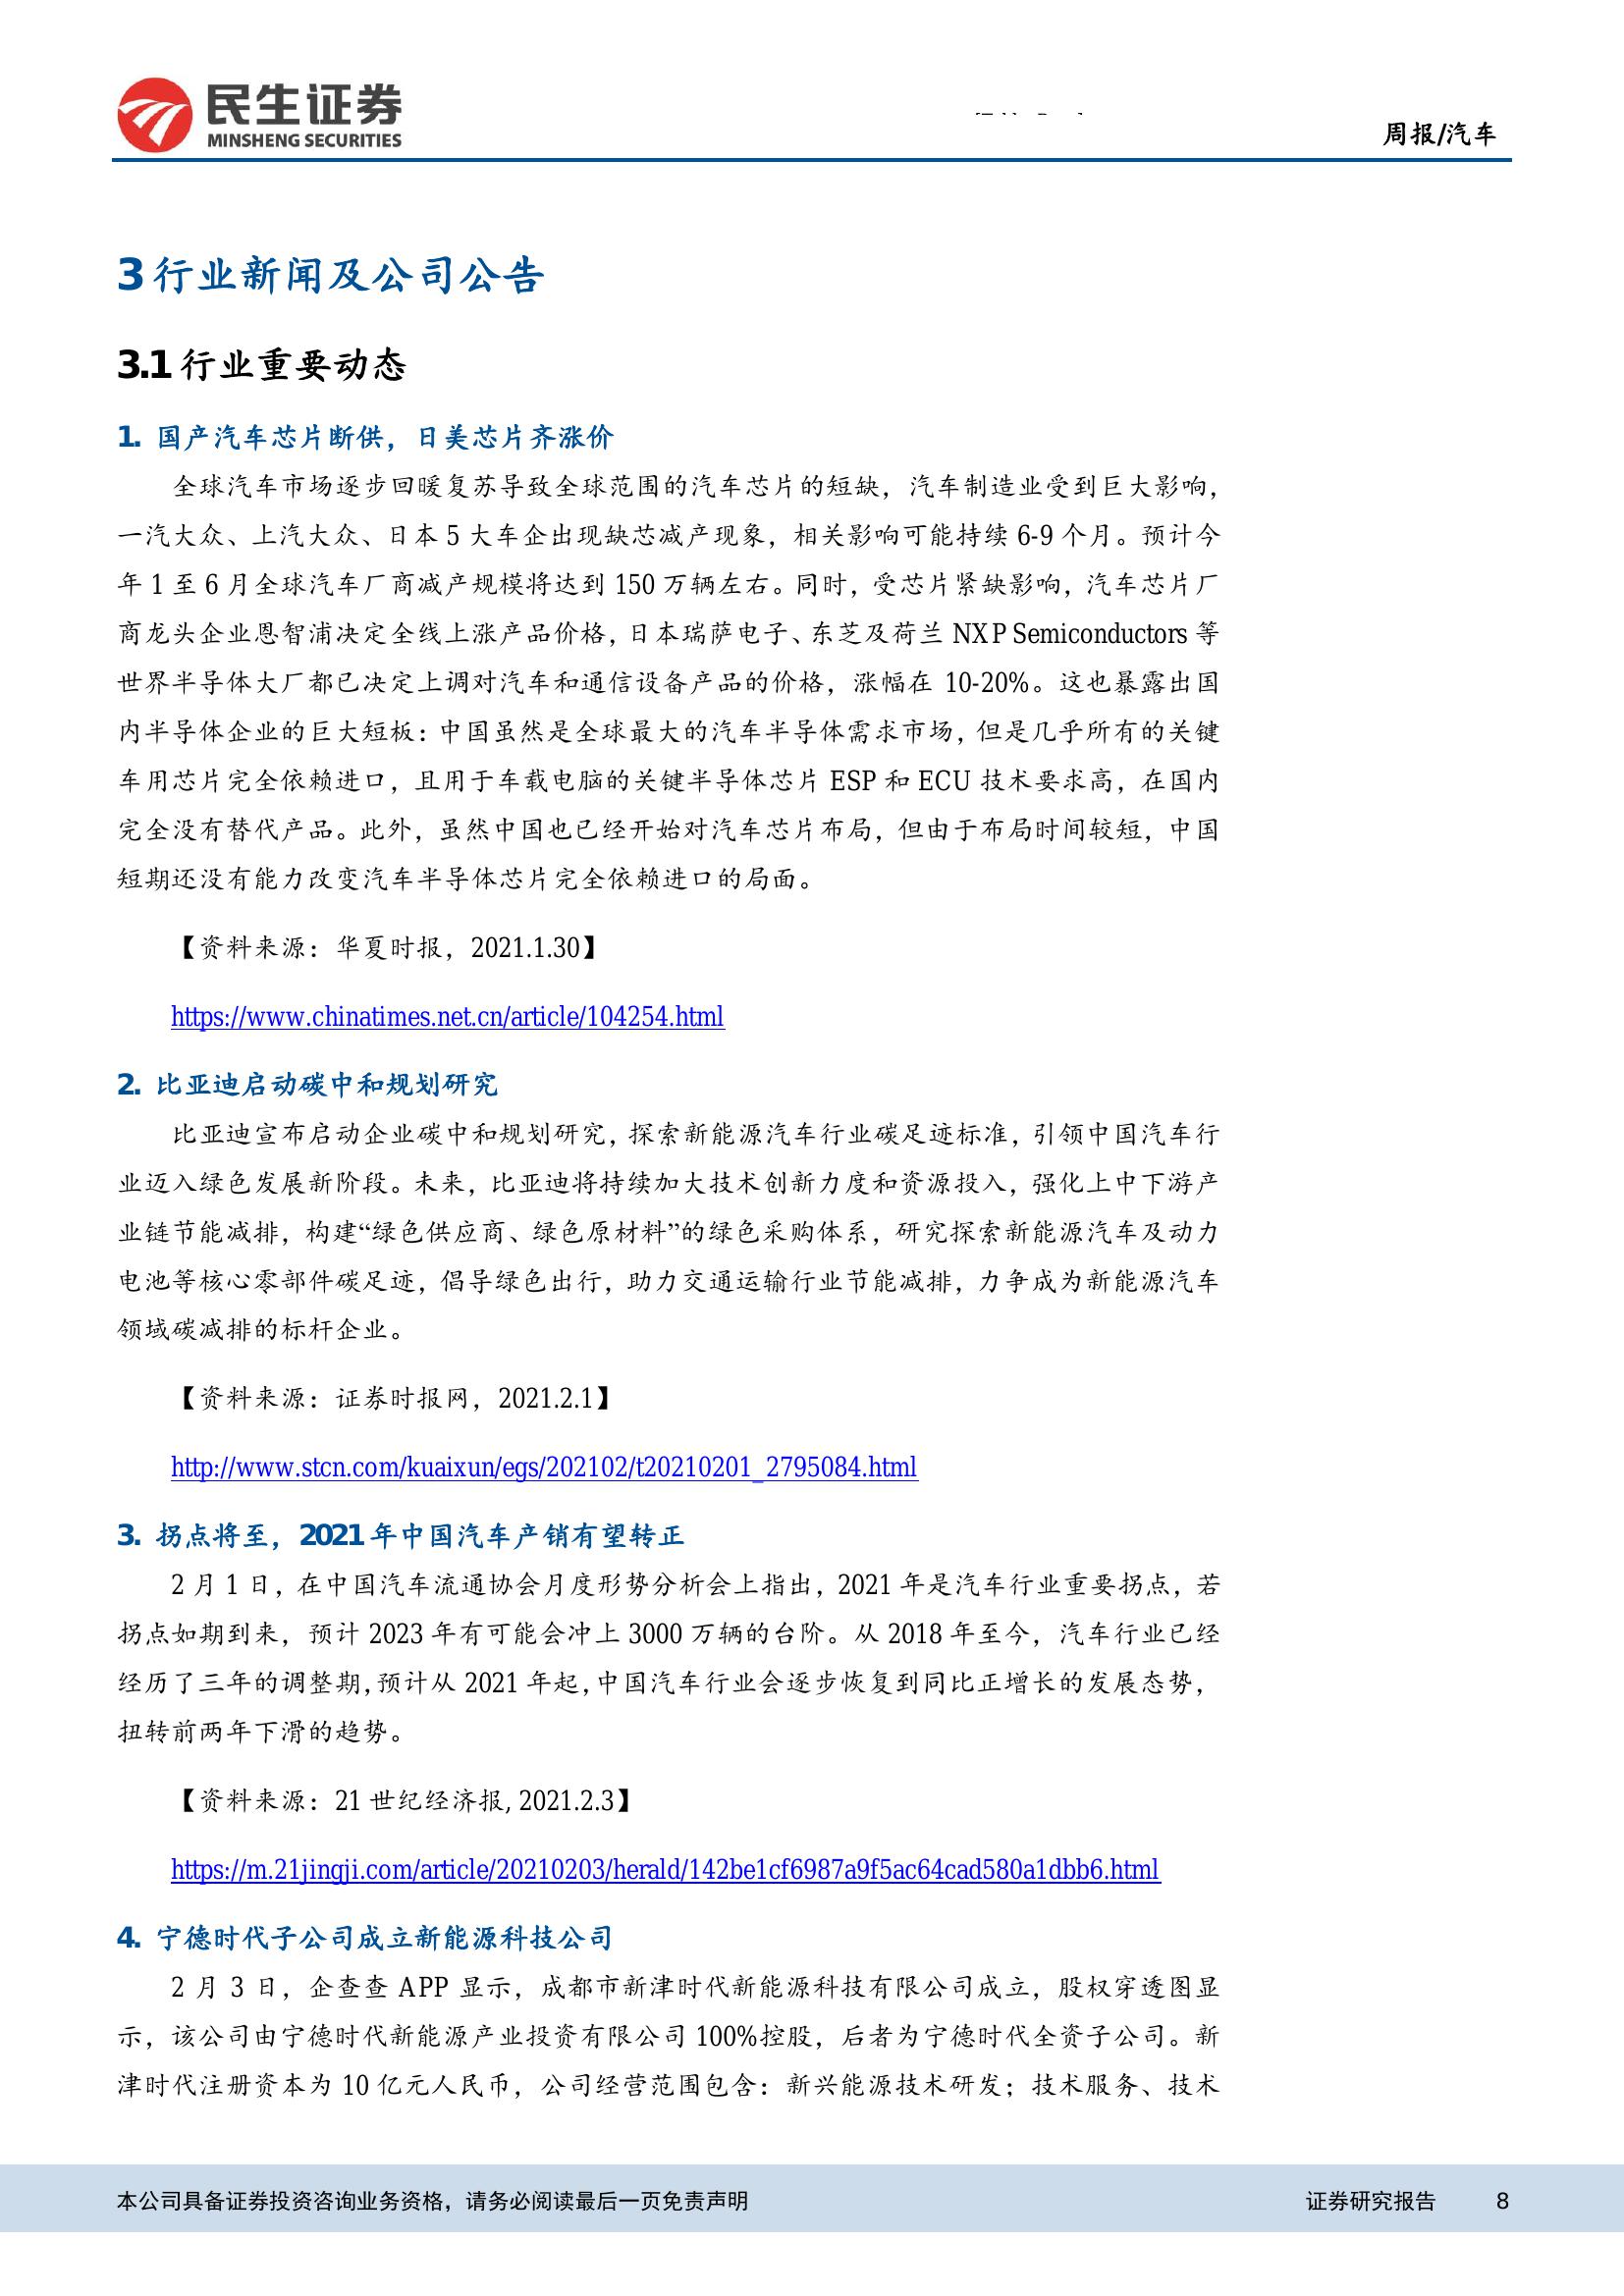 民生证券
MINSHENG SECURITIES
周报/汽车
3 行业新闻及公司公告
3.1 行业重要动态
1. 国产汽车芯片断供，日美芯片齐涨价
全球汽车市场逐步回暖复苏导致全球范围的汽车芯片的短缺，汽车制造业受到巨大影响，
一汽大众、上汽大众、日本 5 大车企出现缺芯减产现象，相关影响可能持续 6-9 个月。预计今
年 1 至 6 月全球汽车厂商减产规模将达到 150 万辆左右。同时，受芯片紧缺影响，汽车芯片厂
商龙头企业恩智浦决定全线上涨产品价格，日本瑞萨电子、东芝及荷兰 NXP Semiconductors 等
世界半导体大厂都已决定上调对汽车和通信设备产品的价格，涨幅在 10-20%。这也暴露出国
内半导体企业的巨大短板：中国虽然是全球最大的汽车半导体需求市场，但是几乎所有的关键
车用芯片完全依赖进口，且用于车载电脑的关键半导体芯片 ESP 和 ECU 技术要求高，在国内
完全没有替代产品。此外，虽然中国也已经开始对汽车芯片布局，但由于布局时间较短，中国
短期还没有能力改变汽车半导体芯片完全依赖进口的局面。
【资料来源：华夏时报，2021.1.30】
https://www.chinatimes.net.cn/article/104254.html
2. 比亚迪启动碳中和规划研究
比亚迪宣布启动企业碳中和规划研究，探索新能源汽车行业碳足迹标准，引领中国汽车行
业迈入绿色发展新阶段。未来，比亚迪将持续加大技术创新力度和资源投入，强化上中下游产
业链节能减排，构建“绿色供应商、绿色原材料”的绿色采购体系，研究探索新能源汽车及动力
电池等核心零部件碳足迹，倡导绿色出行，助力交通运输行业节能减排，力争成为新能源汽车
领域碳减排的标杆企业。
【资料来源：证券时报网，2021.2.1】
http://www.stcn.com/kuaixun/egs/202102/t20210201_2795084.html
3. 拐点将至，2021 年中国汽车产销有望转正
2 月 1 日，在中国汽车流通协会月度形势分析会上指出，2021 年是汽车行业重要拐点，若
拐点如期到来，预计 2023 年有可能会冲上 3000 万辆的台阶。从 2018 年至今，汽车行业已经
经历了三年的调整期，预计从 2021 年起，中国汽车行业会逐步恢复到同比正增长的发展态势，
扭转前两年下滑的趋势。
【资料来源：21 世纪经济报, 2021.2.3】
https://m.21jingji.com/article/20210203/herald/142be1cf6987a9f5ac64cad580a1dbb6.html
4. 宁德时代子公司成立新能源科技公司
2 月 3 日，企查查 APP 显示，成都市新津时代新能源科技有限公司成立，股权穿透图显
示，该公司由宁德时代新能源产业投资有限公司 100%控股，后者为宁德时代全资子公司。新
津时代注册资本为 10 亿元人民币，公司经营范围包含：新兴能源技术研发；技术服务、技术
本公司具备证券投资咨询业务资格，请务必阅读最后一页免责声明
证券研究报告 8